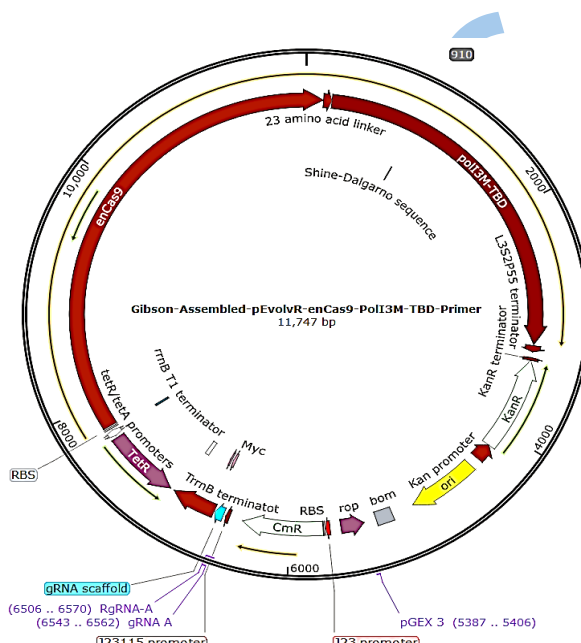 910
23 amino acid linker
polI3M-TBD
2000
10,000
enCas9
Shine-Dalgarno sequence
L3S2P55 terminator
Gibson-Assembled-pEvolvR-enCas9-PolI3M-TBD-Primer
11,747 bp
KanR terminator
KanR
4000
rrnB T1 terminator
tetR/tetA promoters
8000
Myc
Kan promoter
RBS
TetR
TrrnB terminator
ori
RBS
rop
bom
CmR
6000
gRNA scaffold
(6506 .. 6570) RgRNA-A
(6543 .. 6562) gRNA A
pGEX 3 (5387 .. 5406)
J23115 promoter
J23 promoter